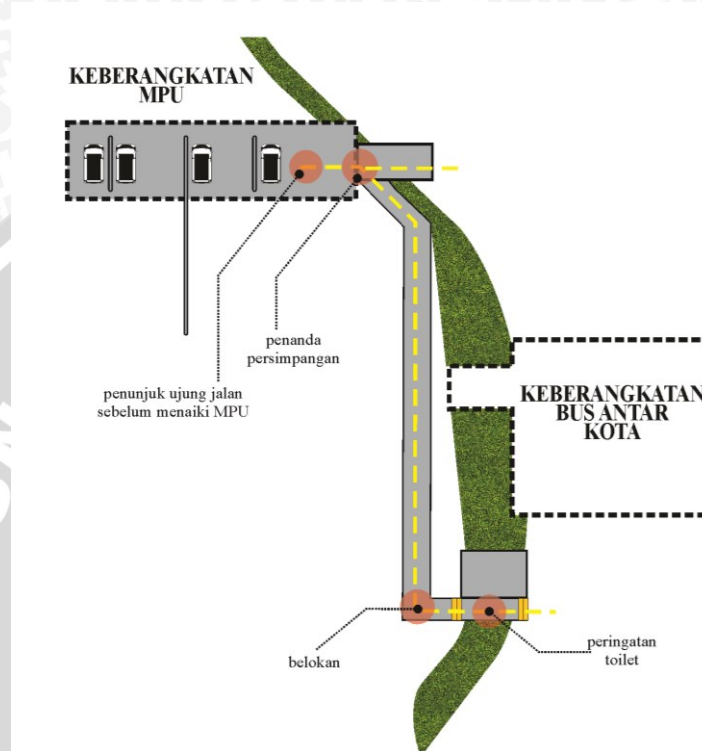 KEBERANGKATAN
MPU
penanda
persimpangan
penunjuk ujung jalan
sebelum menaiki MPU
KEBERANGKATAN
BUS ANTAR
KOTA
belokan
peringatan
toilet